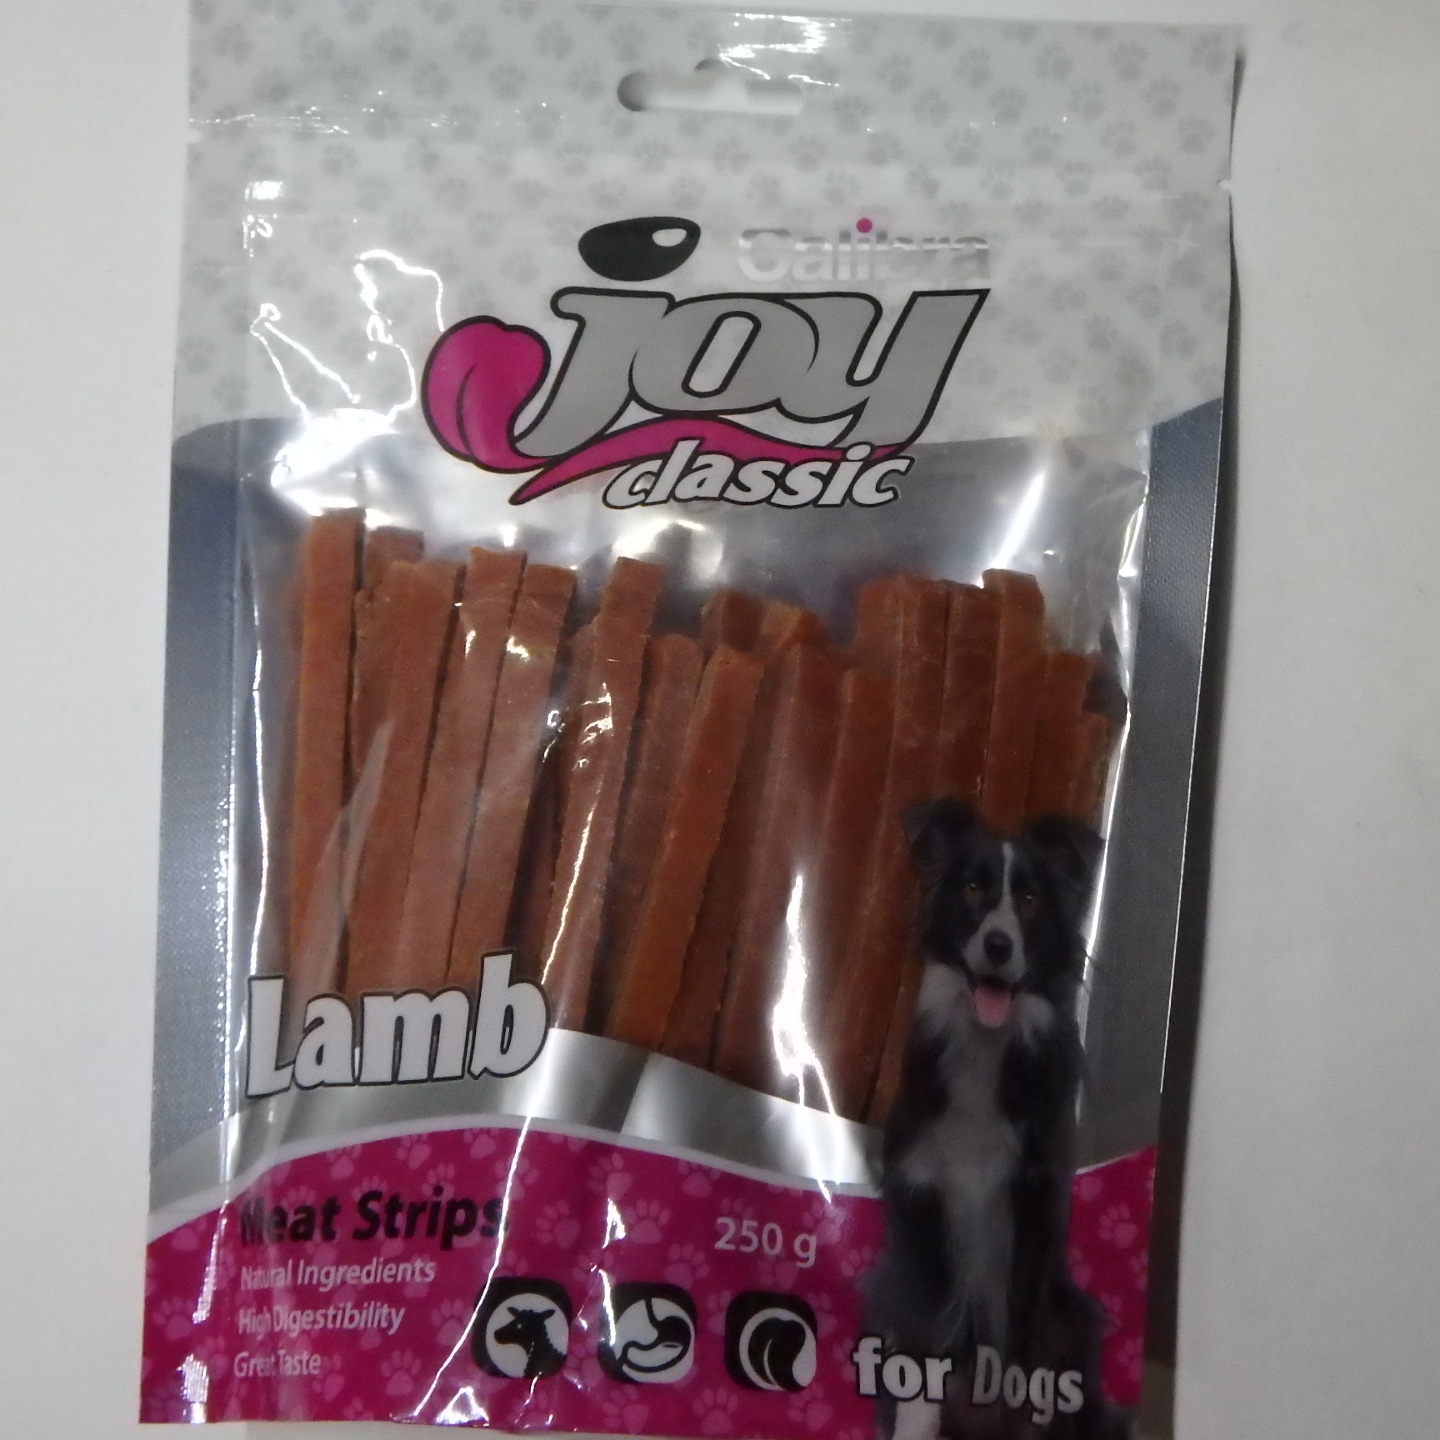 Calibra
joy
classic
Lamb
Meat Strips
250 g
Natural Ingredients
High Digestibility
Great Taste
for Dogs